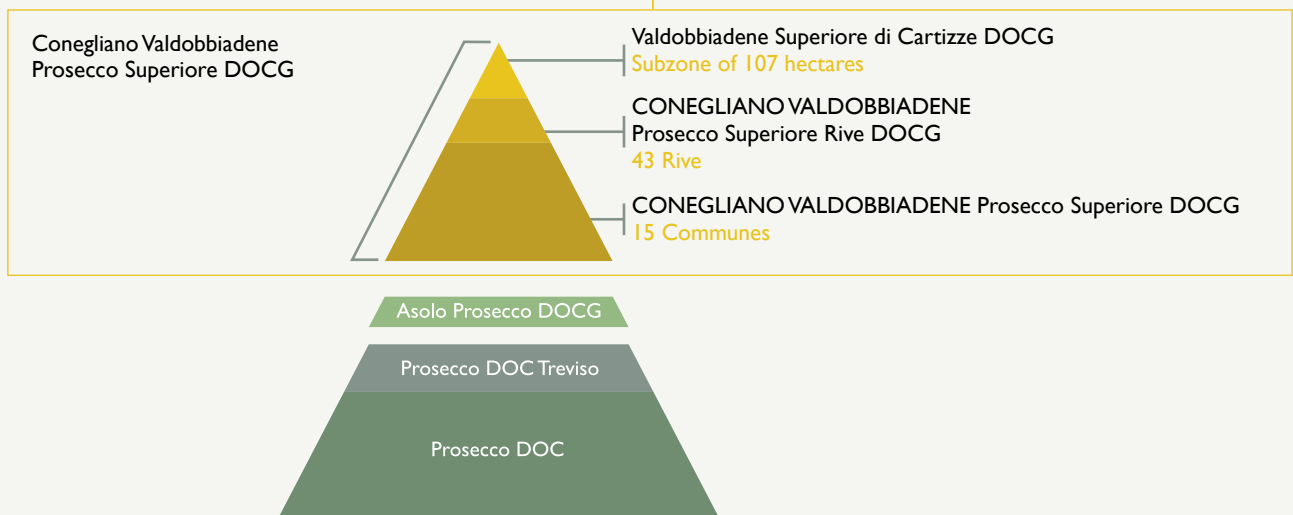 Conegliano Valdobbiadene
Prosecco Superiore DOCG
Valdobbiadene Superiore di Cartizze DOCG
Subzone of 107 hectares
CONEGLIANO VALDOBBIADENE
Prosecco Superiore Rive DOCG
43 Rive
CONEGLIANO VALDOBBIADENE Prosecco Superiore DOCG
15 Communes
Asolo Prosecco DOCG
Prosecco DOC Treviso
Prosecco DOC